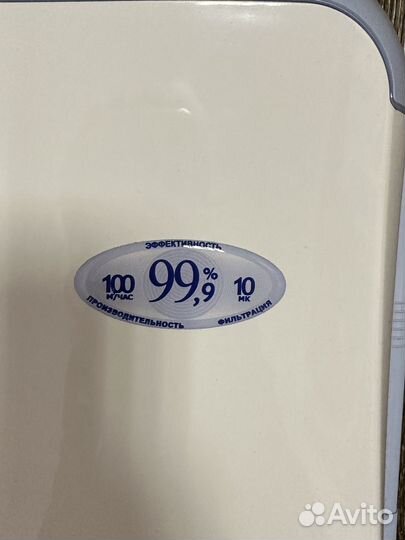 ЭФФЕКТИВНОСТЬ
100 99,9% 10
М³/ЧАС МК
ПРОИЗВОДИТЕЛЬНОСТЬ ФИЛЬТРАЦИЯ
Avito